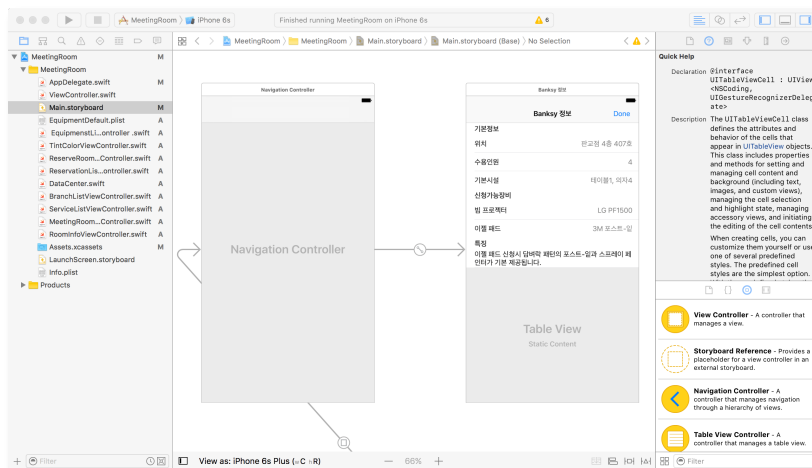 MeetingRoom
iPhone 6s
Finished running MeetingRoom on iPhone 6s
6
MeetingRoom
MeetingRoom
Main.storyboard
Main.storyboard (Base)
No Selection
MeetingRoom M
MeetingRoom
AppDelegate.swift M
ViewController.swift
Main.storyboard M
EquipmentDefault.plist A
EquipmenstLi...ontroller .swift A
TintColorViewController.swift A
ReserveRoom...Controller.swift A
ReservationLis...ontroller.swift A
DataCenter.swift A
BranchListViewController.swift A
ServiceListViewController.swift A
MeetingRoom...Controller.swift A
RoomInfoViewController.swift A
Assets.xcassets M
LaunchScreen.storyboard
Info.plist
Products
Filter
Navigation Controller
Navigation Controller
Banksy 정보
Banksy 정보 Done
기본정보
위치 판교점 4층 407호
수용인원 4
기본시설 테이블1, 의자4
신청가능장비
빔 프로젝터 LG PF1500
이젤 패드 3M 포스트-잍
특징
이젤 패드 신청시 담벼락 패턴의 포스트-잍과 스프레이 페
인터가 기본 제공됩니다.
Table View
Static Content
View as: iPhone 6s Plus (wC hR)
66%
Quick Help
Declaration @interface
UITableViewCell : UIView
<NSCoding,
UIGestureRecognizerDeleg
ate>
Description The UITableViewCell class
defines the attributes and
behavior of the cells that
appear in UITableView objects.
This class includes properties
and methods for setting and
managing cell content and
background (including text,
images, and custom views),
managing the cell selection
and highlight state, managing
accessory views, and initiating
the editing of the cell contents
When creating cells, you can
customize them yourself or use
one of several predefined
styles. The predefined cell
styles are the simplest option.
View Controller - A controller that
manages a view.
Storyboard Reference - Provides a
placeholder for a view controller in an
external storyboard.
Navigation Controller - A
controller that manages navigation
through a hierarchy of views.
Table View Controller - A
controller that manages a table view.
Filter